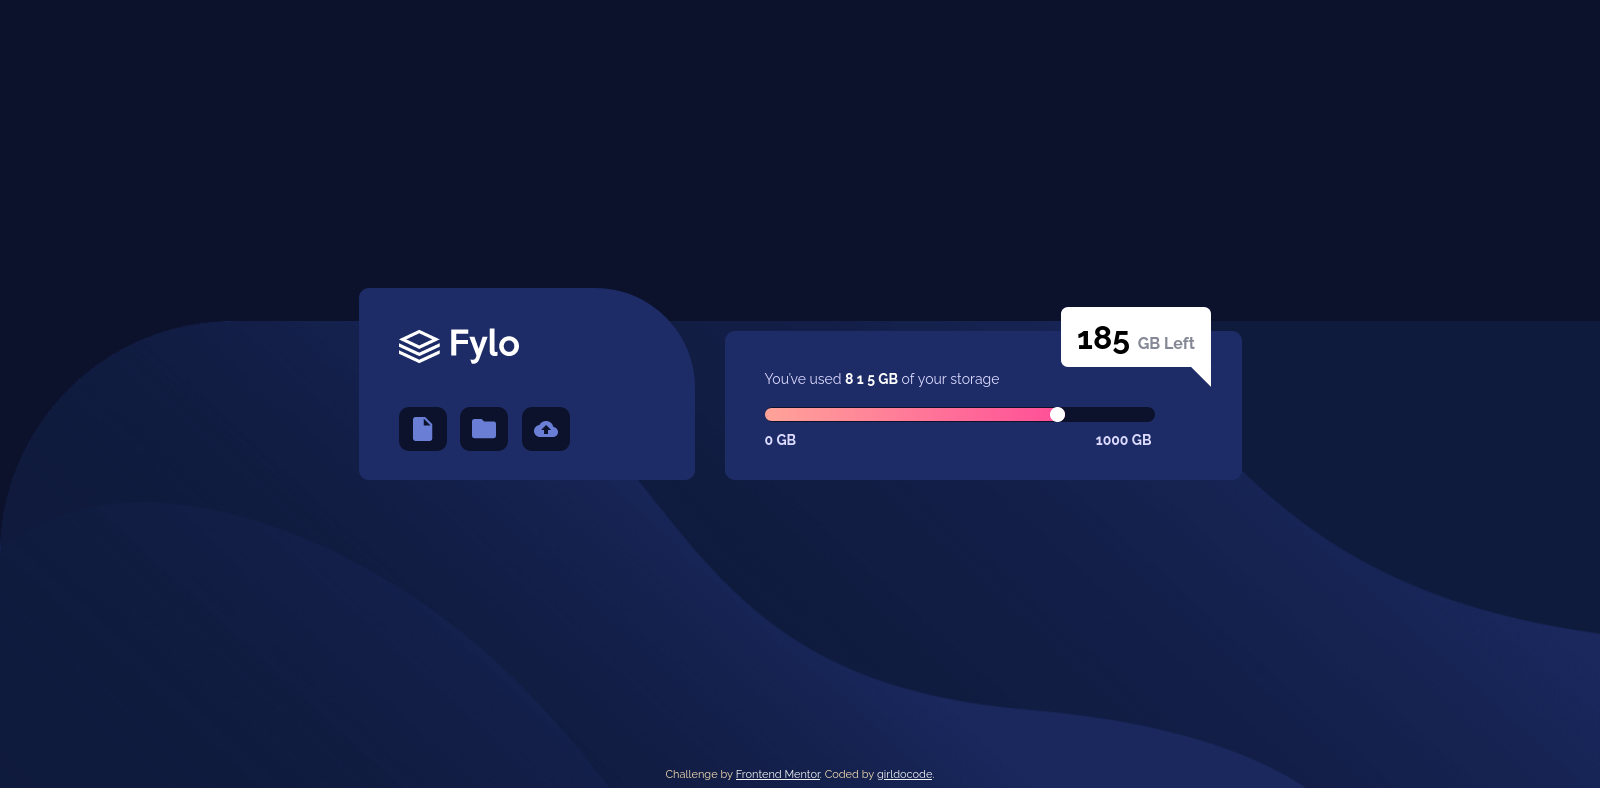 Fylo
185 GB Left
You've used 8 1 5 GB of your storage
0 GB
1000 GB
Challenge by Frontend Mentor. Coded by girldocode.